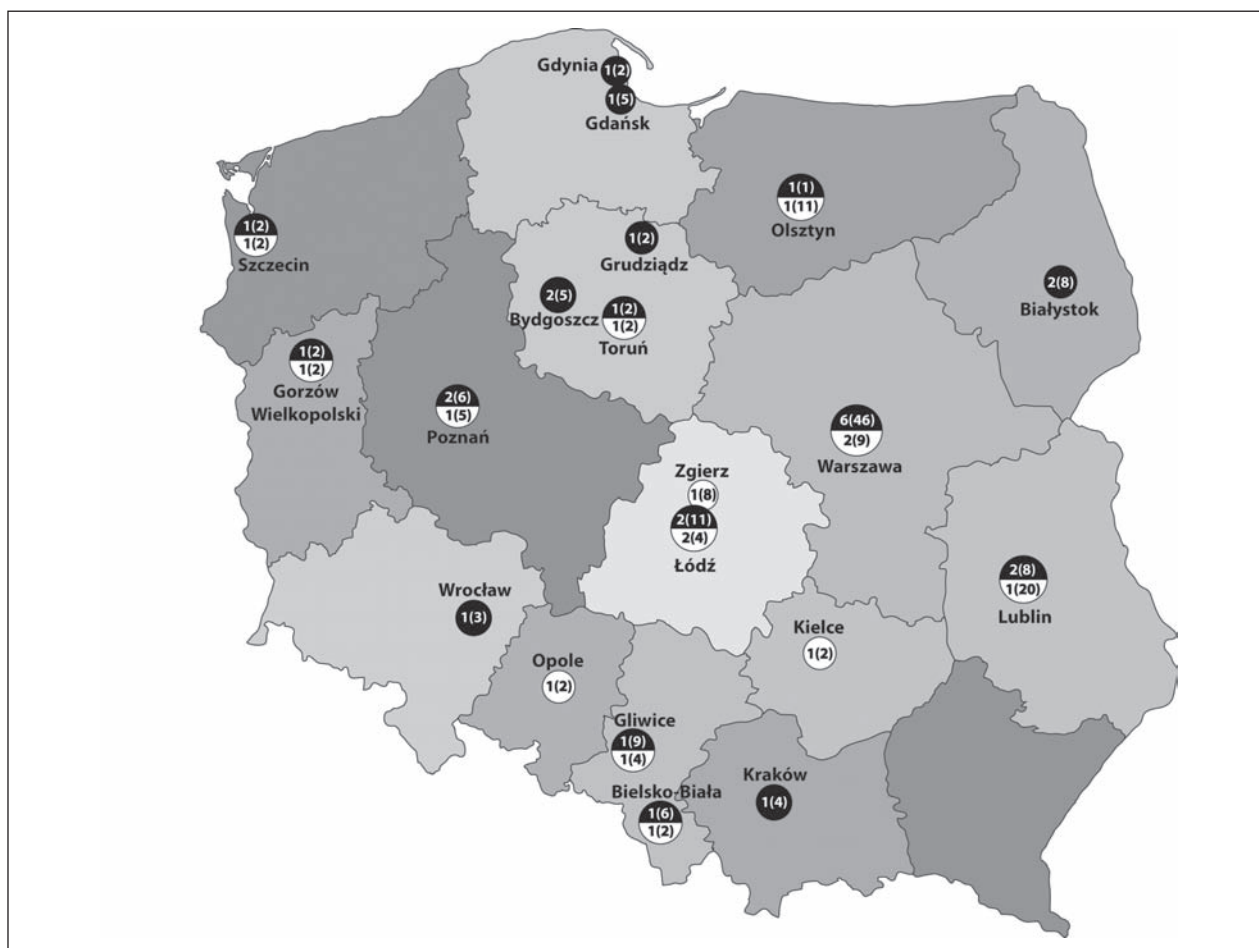 Gdynia
1(2)
1(5)
Gdańsk
1(1)
1(11)
Olsztyn
1(2)
1(2)
Szczecin
1(2)
Grudziądz
2(8)
Białystok
2(5)
Bydgoszcz
1(2)
1(2)
Toruń
1(2)
1(2)
Gorzów
Wielkopolski
2(6)
1(5)
Poznań
6(46)
2(9)
Warszawa
Zgierz
1(8)
2(11)
2(4)
Łódź
2(8)
1(20)
Lublin
Wrocław
1(3)
Kielce
1(2)
Opole
1(2)
Gliwice
1(9)
1(4)
Kraków
1(4)
Bielsko-Biała
1(6)
1(2)